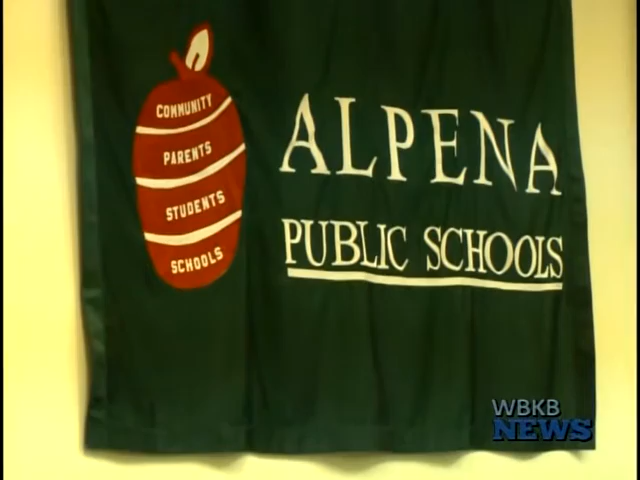 COMMUNITY
PARENTS
STUDENTS
SCHOOLS
ALPENA
PUBLIC SCHOOLS
WBKB
NEWS